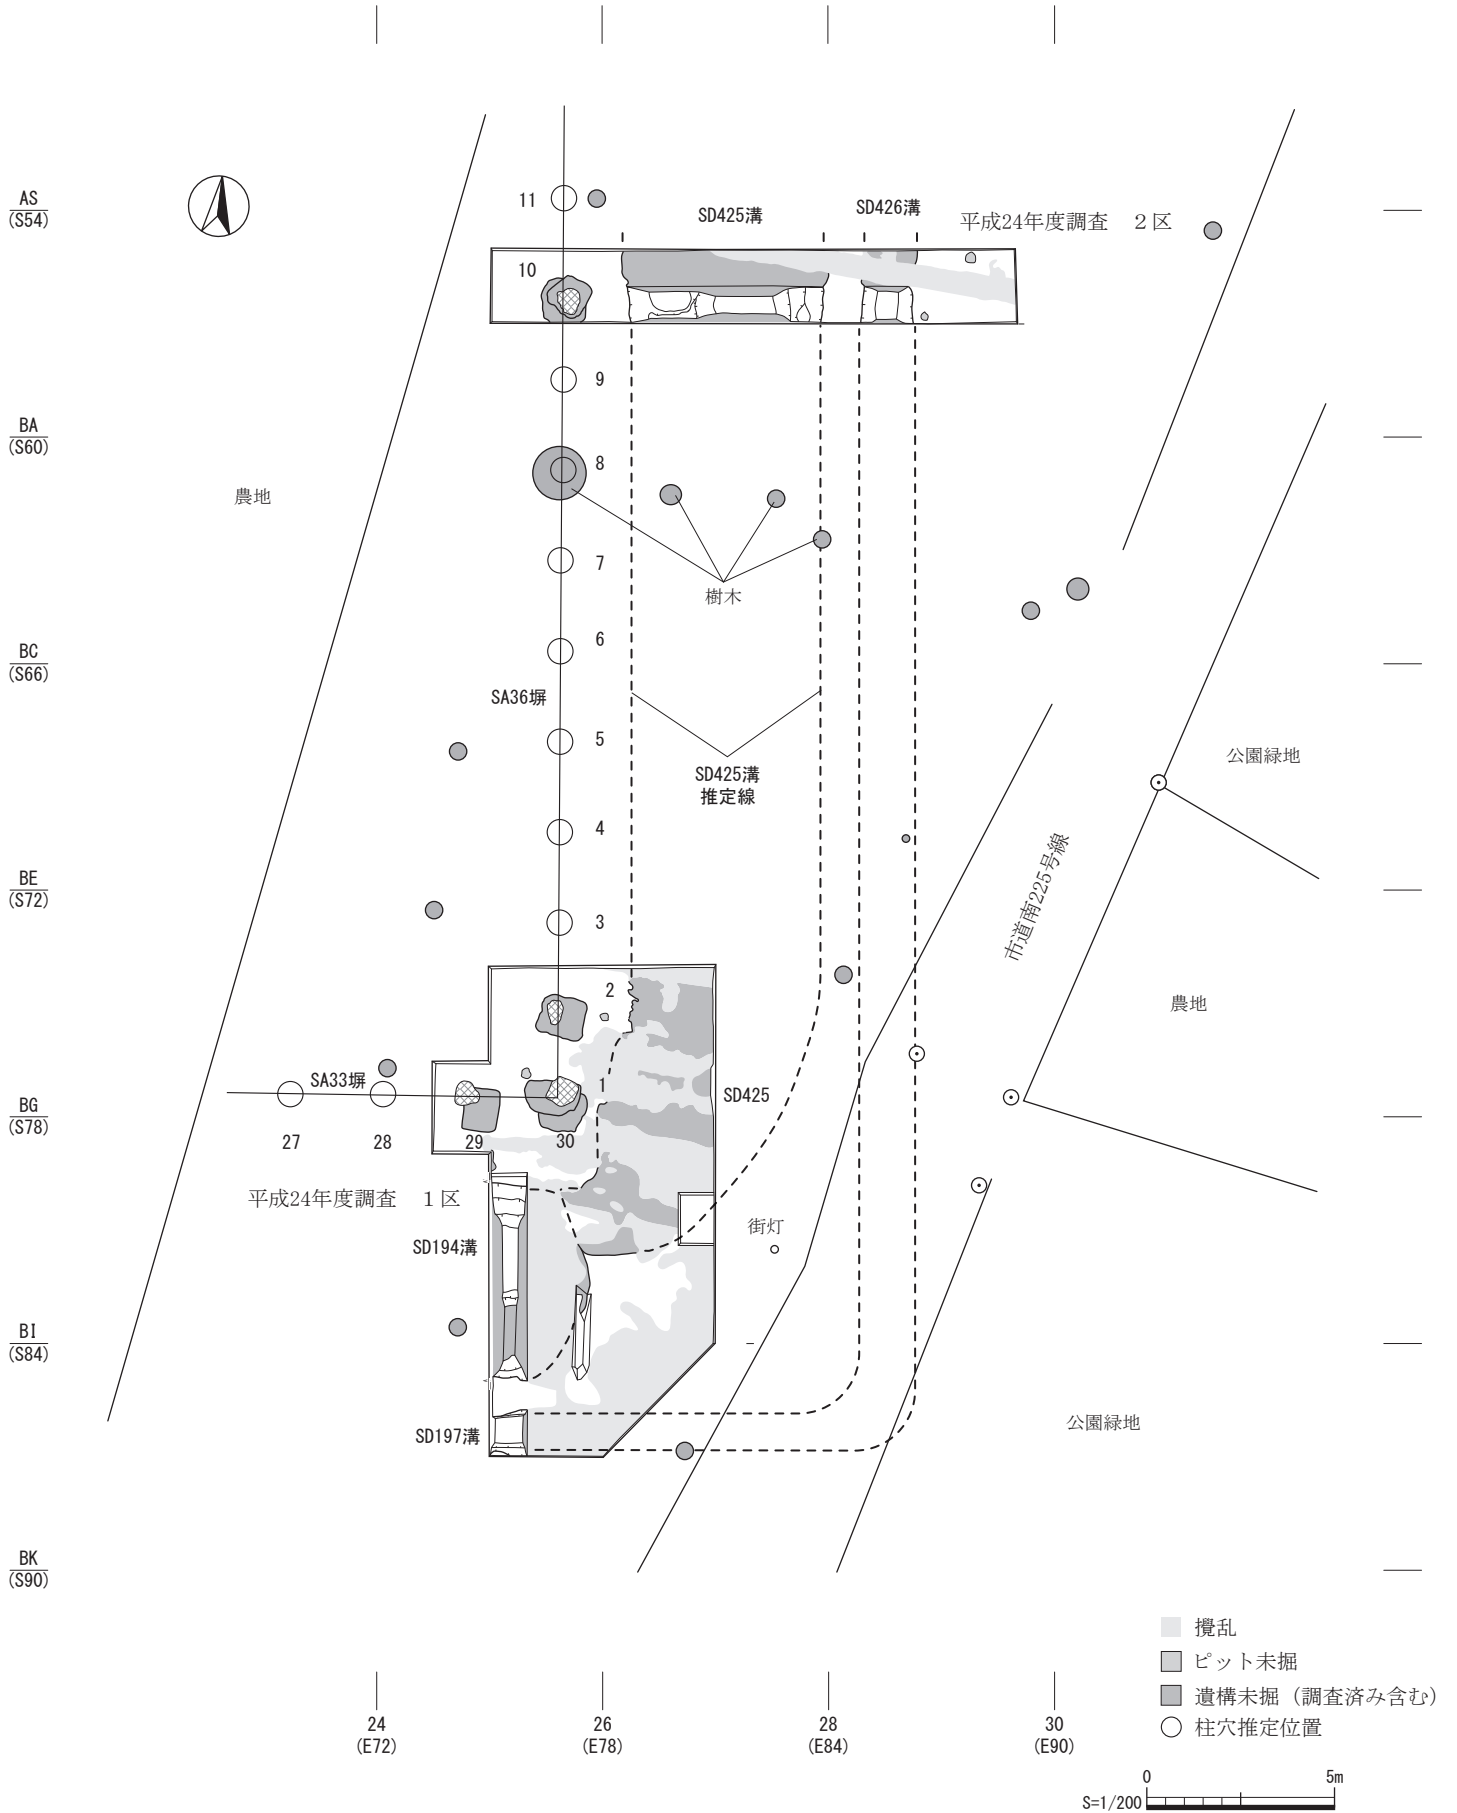 AS
(S54)
11
SD425溝
SD426溝
平成24年度調査　2区
10
9
BA
(S60)
8
農地
7
樹木
6
BC
(S66)
SA36塀
5
公園緑地
SD425溝
推定線
4
市道南225号線
BE
(S72)
3
2
農地
SA33塀
1
SD425
BG
(S78)
27
28
29
30
平成24年度調査　1区
街灯
SD194溝
BI
(S84)
公園緑地
SD197溝
BK
(S90)
攪乱
ピット未掘
遺構未掘（調査済み含む）
柱穴推定位置
24
(E72)
26
(E78)
28
(E84)
30
(E90)
0
5m
S=1/200